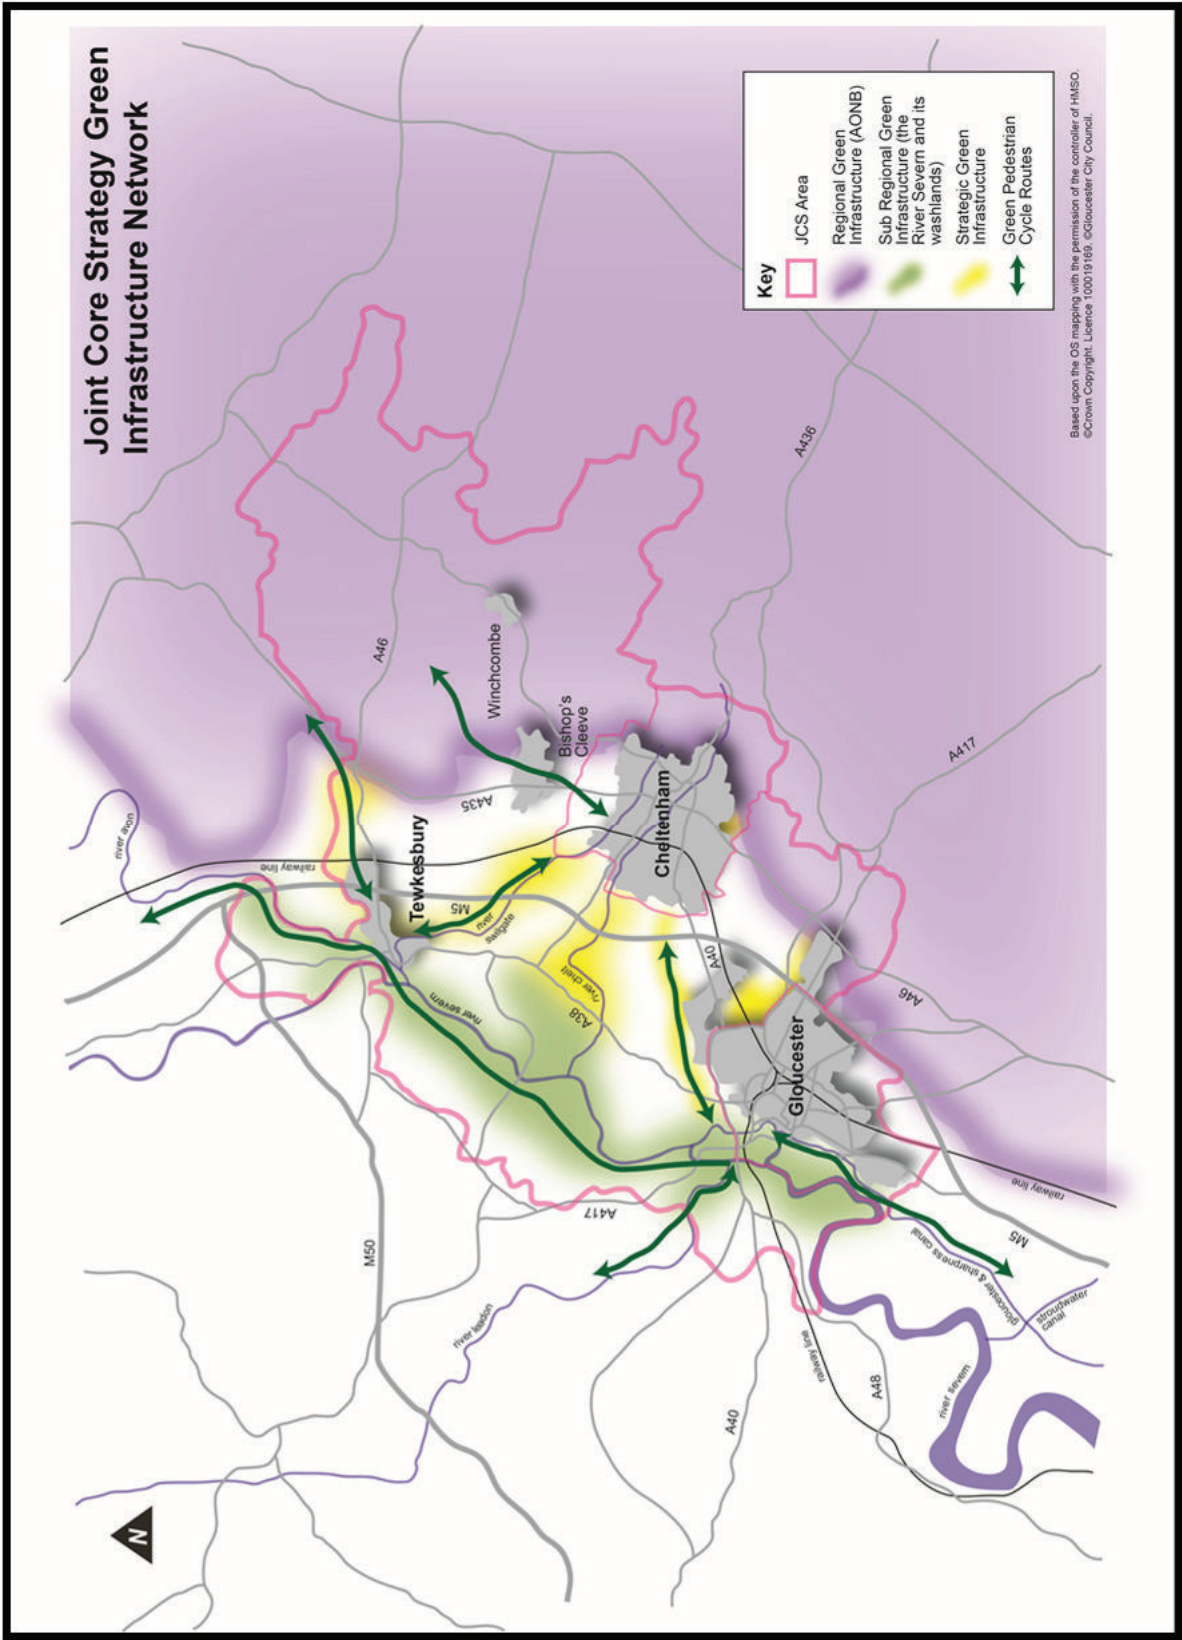 Joint Core Strategy Green
Infrastructure Network
Key
JCS Area
Regional Green
Infrastructure (AONB)
Sub Regional Green
Infrastructure (the
River Severn and its
washlands)
Strategic Green
Infrastructure
Green Pedestrian
Cycle Routes
Based upon the OS mapping with the permission of the controller of HMSO.
©Crown Copyright. Licence 100019169. ©Gloucester City Council.
N
river avon
railway line
A46
Winchcombe
Bishop's
Cleeve
A435
Tewkesbury
M5
river
swilgate
Cheltenham
river severn
A38
river chelt
A40
Gloucester
A46
A417
A436
M50
A417
river leadon
railway line
A40
A48
river severn
gloucester & sharpness canal
stroudwater
canal
M5
railway line